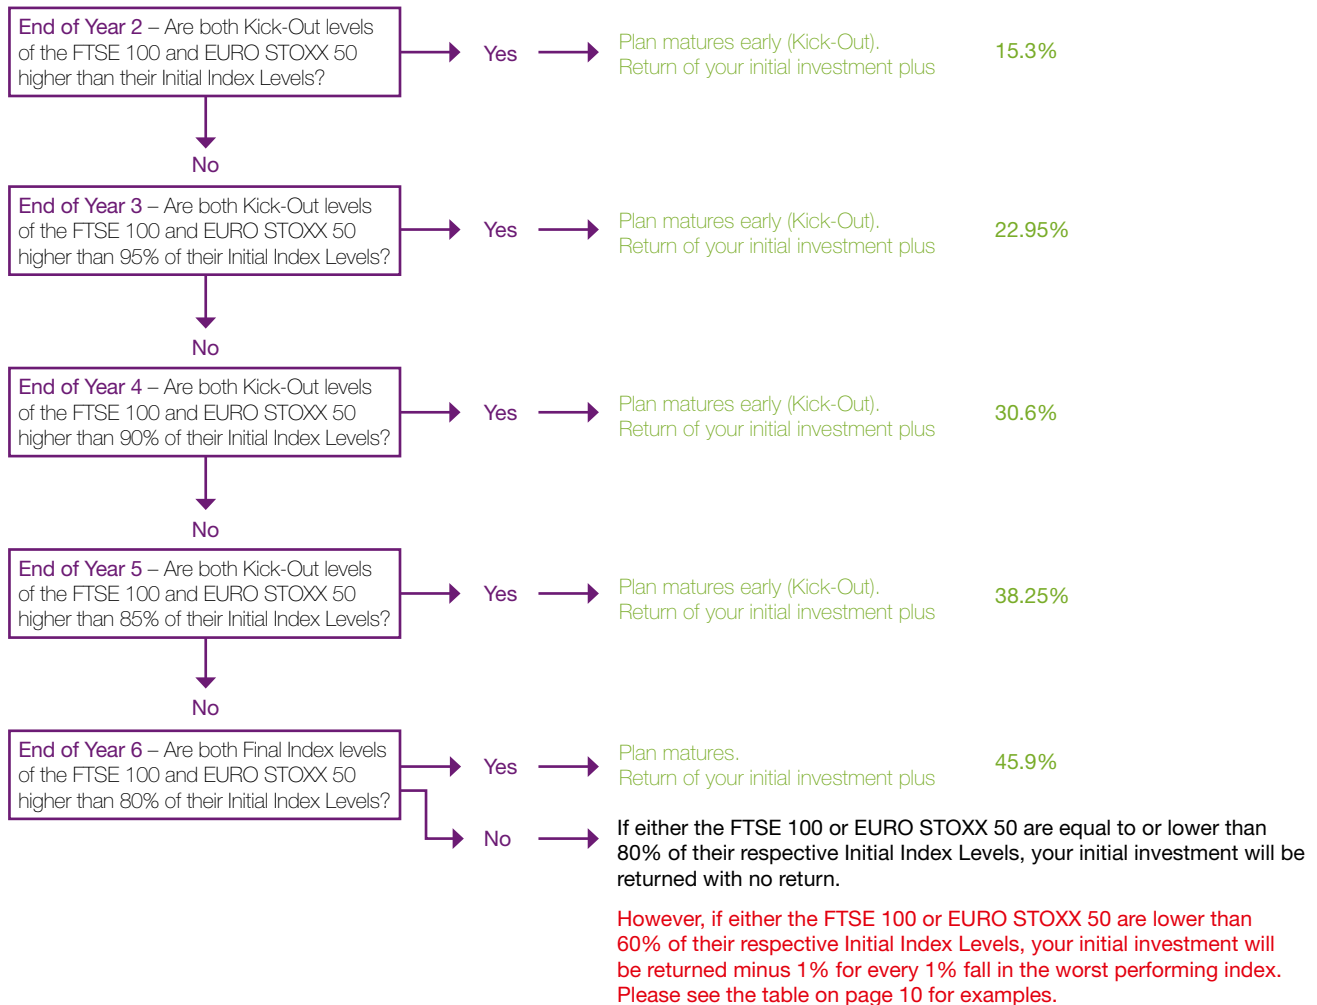 End of Year 2 – Are both Kick-Out levels
of the FTSE 100 and EURO STOXX 50
higher than their Initial Index Levels?
Yes
Plan matures early (Kick-Out).
Return of your initial investment plus
15.3%
No
End of Year 3 – Are both Kick-Out levels
of the FTSE 100 and EURO STOXX 50
higher than 95% of their Initial Index Levels?
Yes
Plan matures early (Kick-Out).
Return of your initial investment plus
22.95%
No
End of Year 4 – Are both Kick-Out levels
of the FTSE 100 and EURO STOXX 50
higher than 90% of their Initial Index Levels?
Yes
Plan matures early (Kick-Out).
Return of your initial investment plus
30.6%
No
End of Year 5 – Are both Kick-Out levels
of the FTSE 100 and EURO STOXX 50
higher than 85% of their Initial Index Levels?
Yes
Plan matures early (Kick-Out).
Return of your initial investment plus
38.25%
No
End of Year 6 – Are both Final Index levels
of the FTSE 100 and EURO STOXX 50
higher than 80% of their Initial Index Levels?
Yes
Plan matures.
Return of your initial investment plus
45.9%
No
If either the FTSE 100 or EURO STOXX 50 are equal to or lower than
80% of their respective Initial Index Levels, your initial investment will be
returned with no return.
However, if either the FTSE 100 or EURO STOXX 50 are lower than
60% of their respective Initial Index Levels, your initial investment will
be returned minus 1% for every 1% fall in the worst performing index.
Please see the table on page 10 for examples.